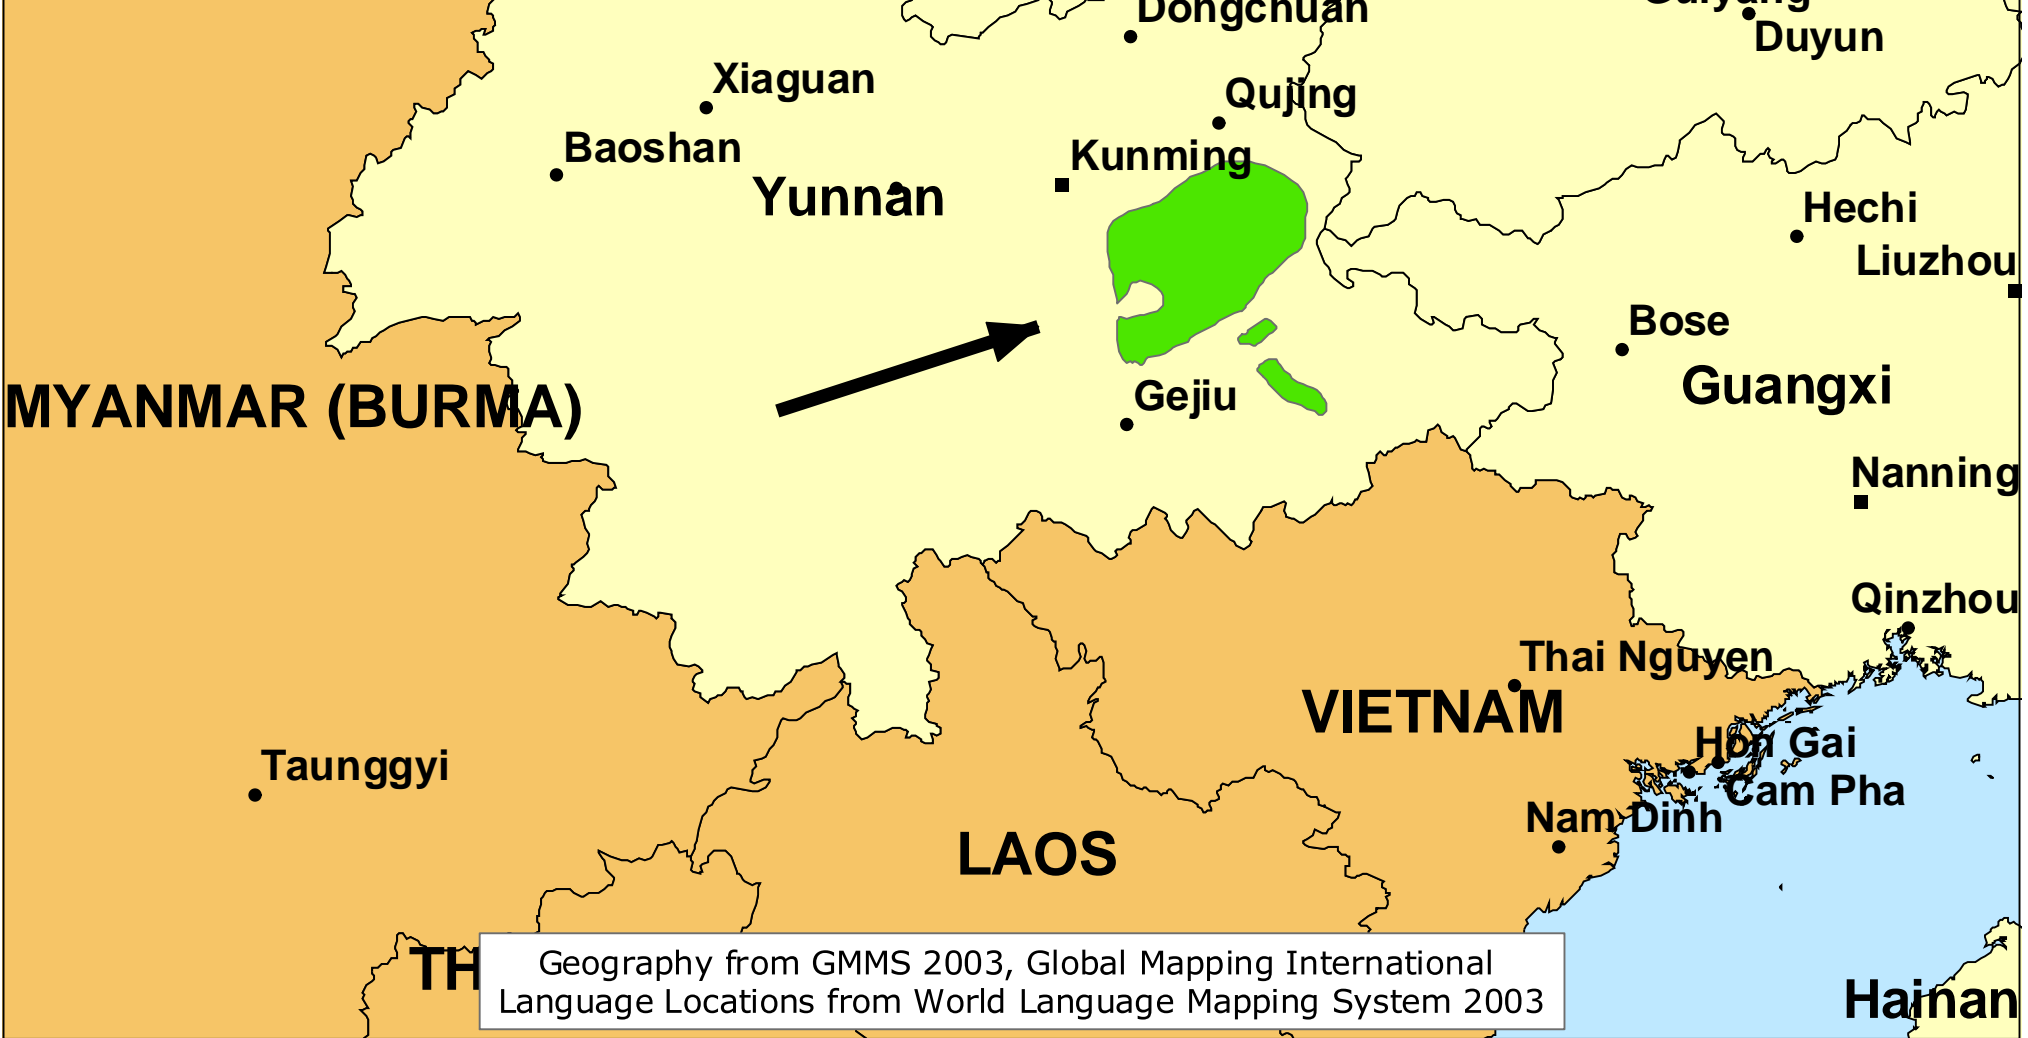 Dongchuan
Duyun
Xiaguan
Qujing
Baoshan
Kunming
Yunnan
Hechi
Liuzhou
Bose
Guangxi
MYANMAR (BURMA)
Gejiu
Nanning
Qinzhou
Thai Nguyen
VIETNAM
Hon Gai
Taunggyi
Cam Pha
Nam Dinh
LAOS
TH
Geography from GMMS 2003, Global Mapping International
Language Locations from World Language Mapping System 2003
Hainan